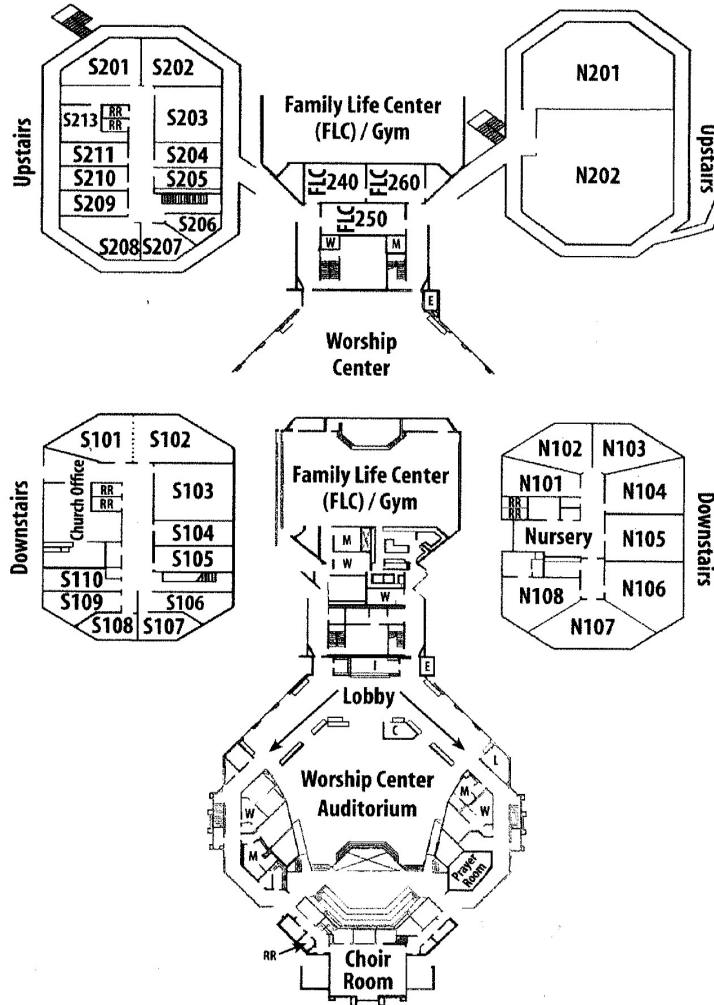 Upstairs
S201
S202
S213
RR
RR
S203
S211
S204
S210
S205
S209
S206
S208
S207
Family Life Center
(FLC) / Gym
FLC
240
FLC
260
FLC
250
W
M
E
Worship
Center
N201
N202
Upstairs
Downstairs
S101
S102
Church Office
RR
RR
S103
S104
S105
S110
S109
S106
S108
S107
Family Life Center
(FLC) / Gym
M
W
W
I
E
Lobby
C
L
Worship Center
Auditorium
W
M
M
W
Prayer
Room
RR
Choir
Room
N102
N103
N101
N104
RR
RR
Nursery
N105
N108
N106
N107
Downstairs